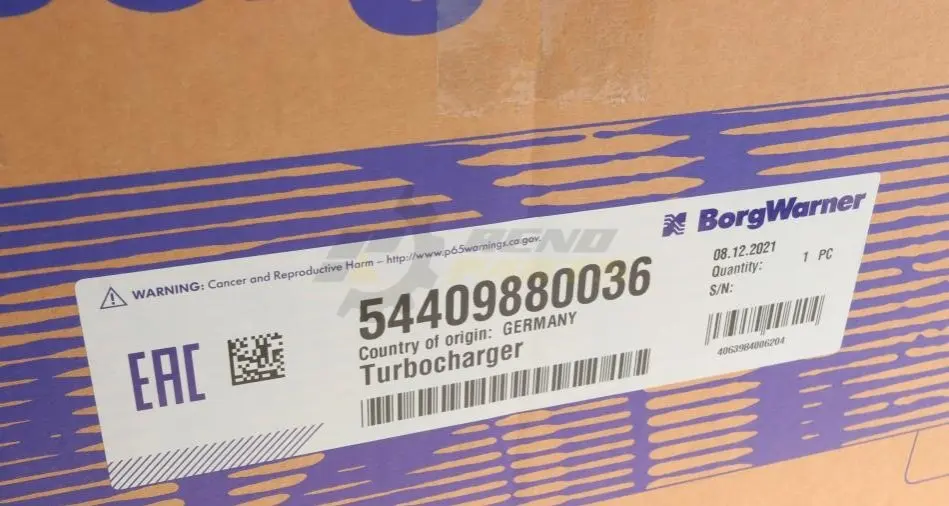 BorgWarner
WARNING: Cancer and Reproductive Harm – http://www.p65warnings.ca.gov.
54409880036
Country of origin: GERMANY
Turbocharger
EAC
08.12.2021
Quantity: 1 PC
S/N:
4063984006204